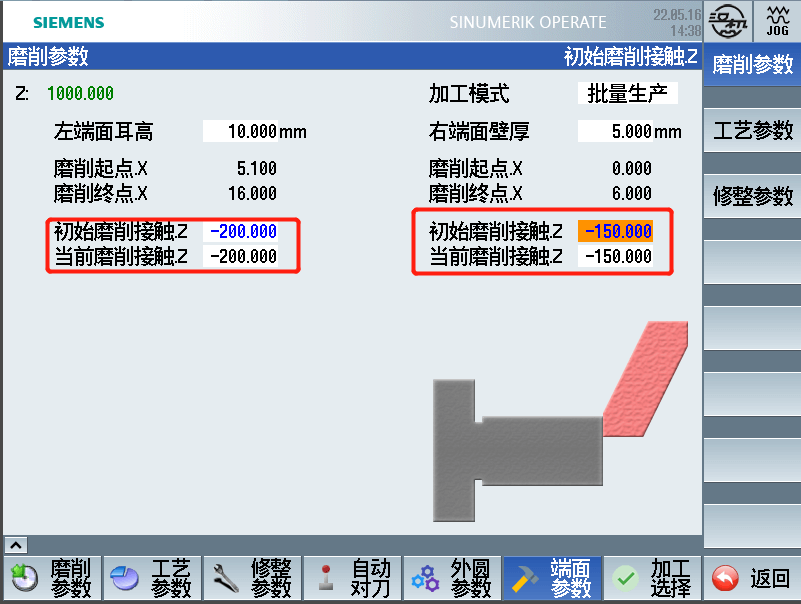 SIEMENS
SINUMERIK OPERATE
22.05.16
14:38
JOG
磨削参数
初始磨削接触.Z
磨削参数
Z: 1000.000
加工模式 批量生产
左端面耳高 10.000mm
右端面壁厚 5.000mm
工艺参数
磨削起点.X 5.100
磨削起点.X 0.000
磨削终点.X 16.000
磨削终点.X 6.000
修整参数
初始磨削接触.Z -200.000
初始磨削接触.Z -150.000
当前磨削接触.Z -200.000
当前磨削接触.Z -150.000
磨削参数
工艺参数
修整参数
自动对刀
外圆参数
端面参数
加工选择
返回